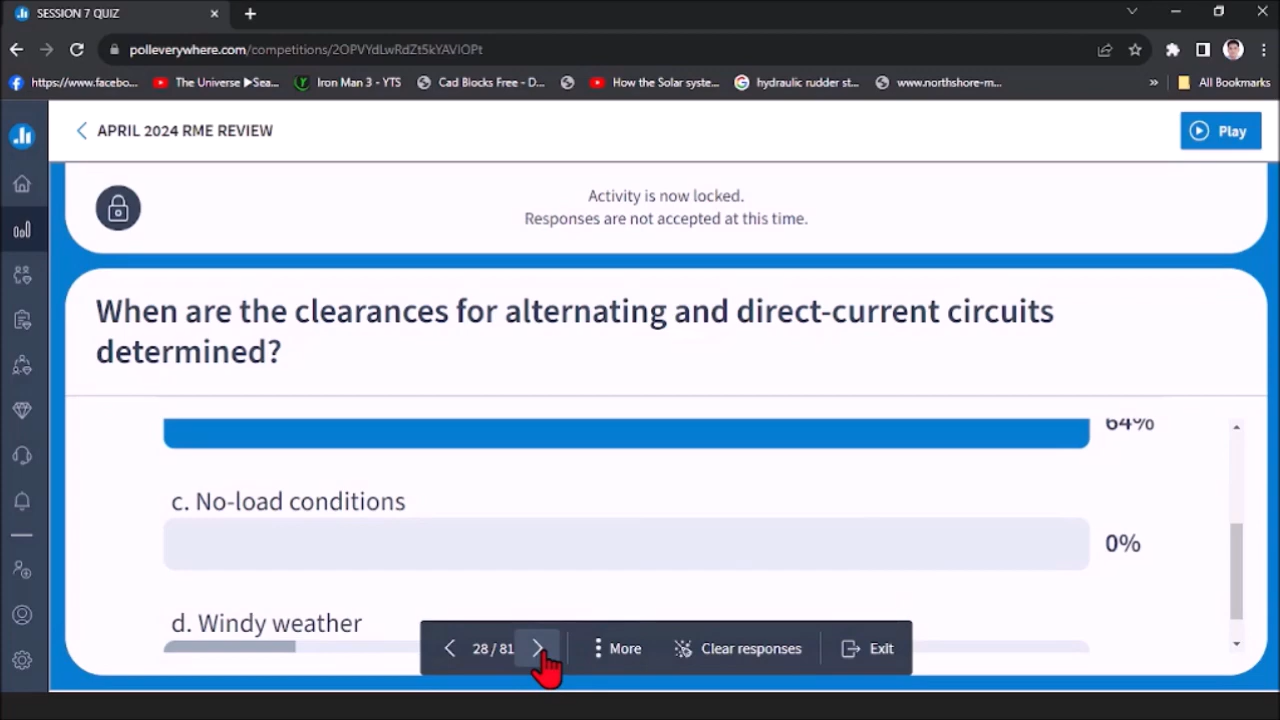 SESSION 7 QUIZ
polleverywhere.com/competitions/2OPVYdLwRdZt5kYAVIOPt
https://www.facebo... The Universe ▶Sea... Iron Man 3 - YTS Cad Blocks Free - D... How the Solar syste... hydraulic rudder st... www.northshore-m... » All Bookmarks
APRIL 2024 RME REVIEW
Play
Activity is now locked.
Responses are not accepted at this time.
When are the clearances for alternating and direct-current circuits
determined?
64%
c. No-load conditions
0%
d. Windy weather
28 / 81 More Clear responses Exit